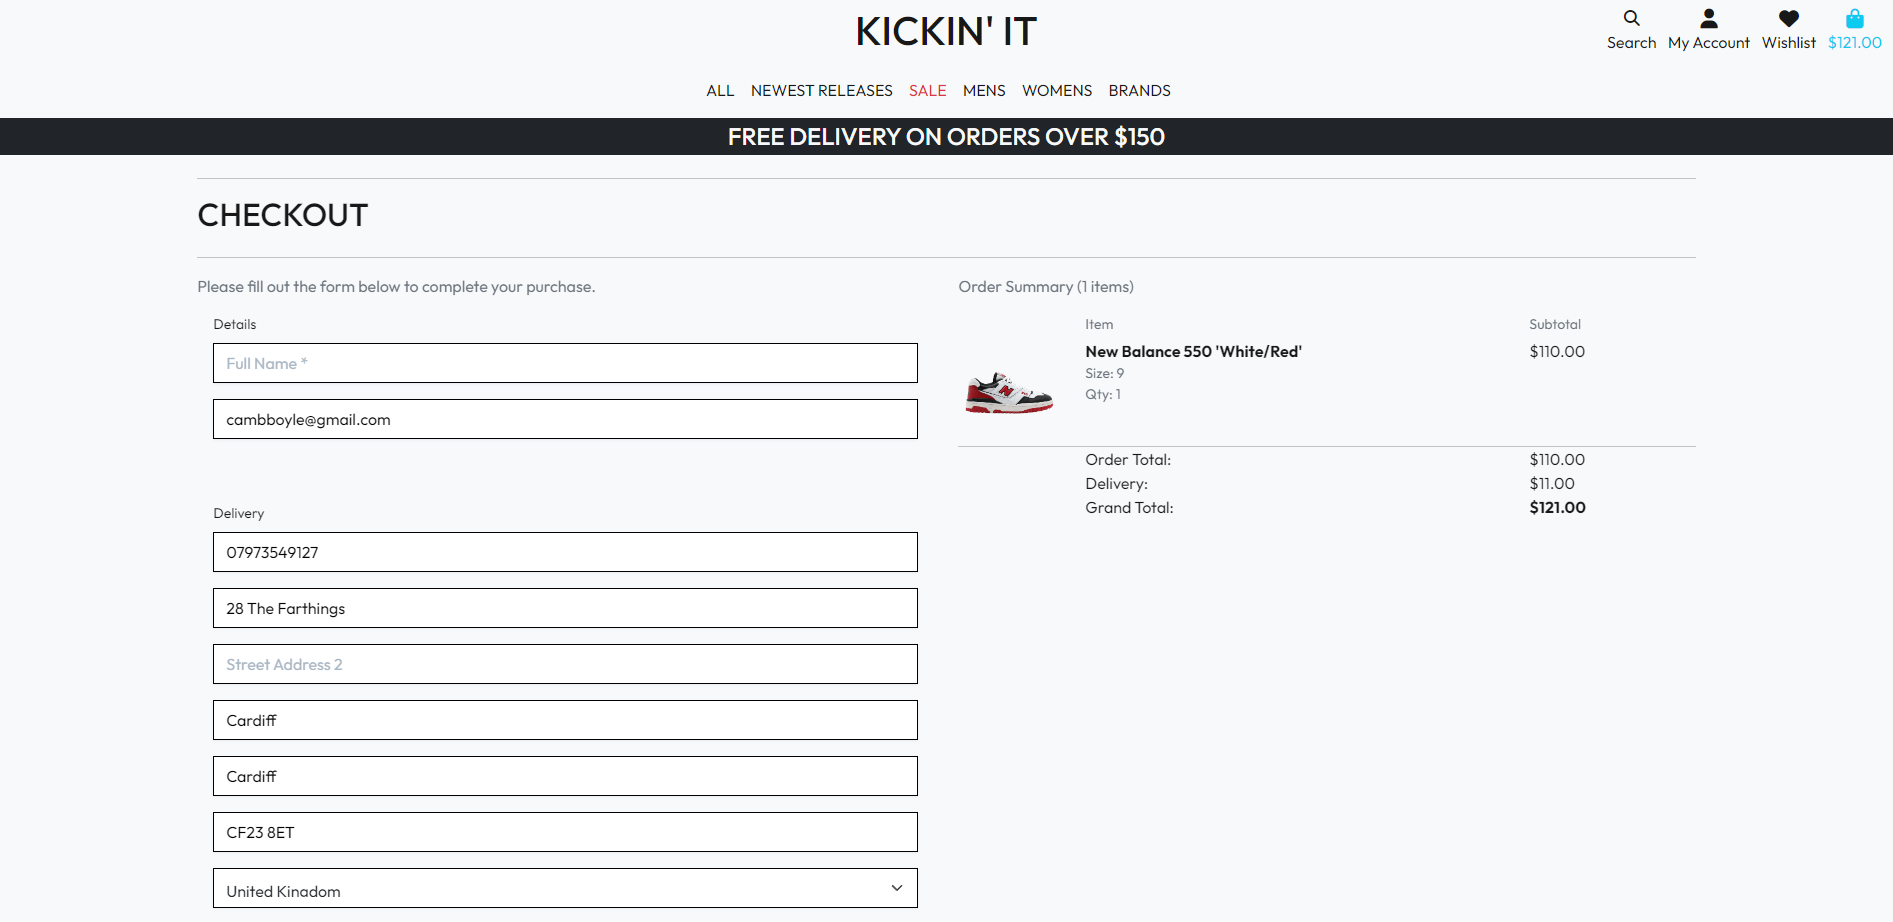 KICKIN' IT
Search My Account Wishlist $121.00
ALL NEWEST RELEASES SALE MENS WOMENS BRANDS
FREE DELIVERY ON ORDERS OVER $150
CHECKOUT
Please fill out the form below to complete your purchase.
Details
Full Name *
cambboyle@gmail.com
Delivery
07973549127
28 The Farthings
Street Address 2
Cardiff
Cardiff
CF23 8ET
United Kingdom
Order Summary (1 items)
Item Subtotal
New Balance 550 'White/Red' $110.00
Size: 9
Qty: 1
Order Total: $110.00
Delivery: $11.00
Grand Total: $121.00